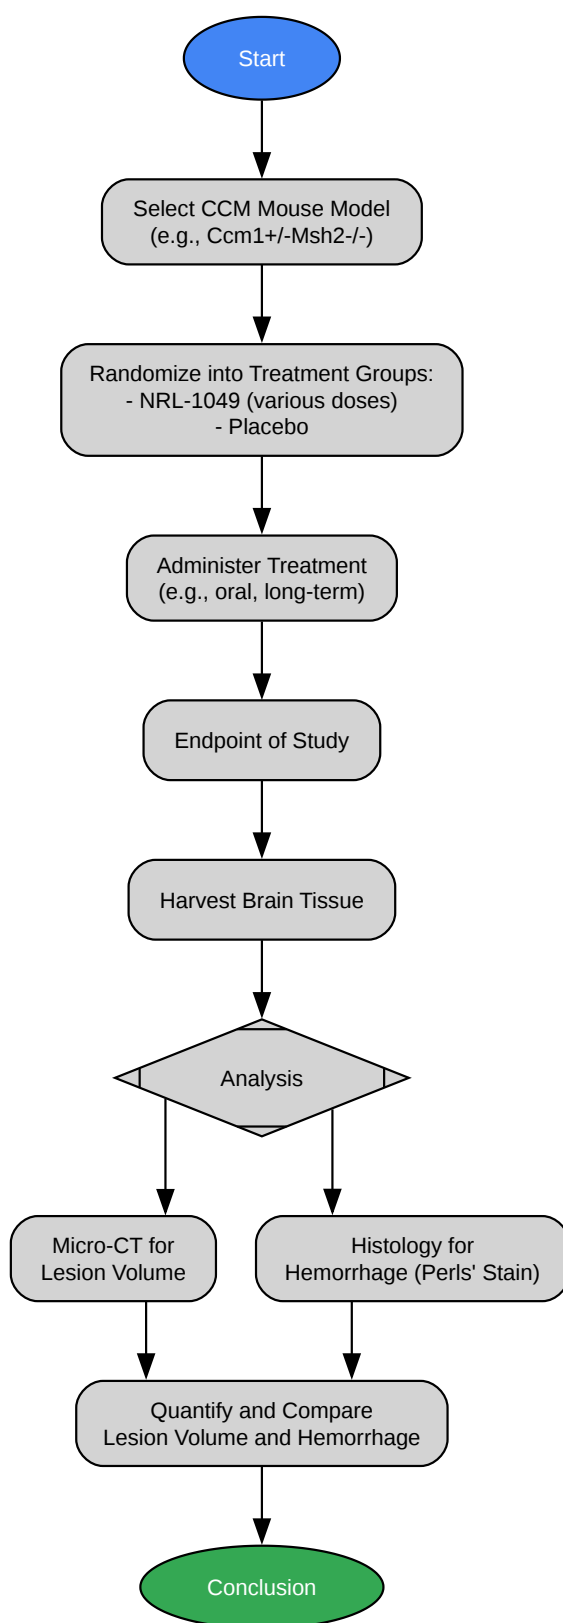 Start
Select CCM Mouse Model
(e.g., Ccm1+/-Msh2-/-)
Randomize into Treatment Groups:
- NRL-1049 (various doses)
- Placebo
Administer Treatment
(e.g., oral, long-term)
Endpoint of Study
Harvest Brain Tissue
Analysis
Micro-CT for
Lesion Volume
Histology for
Hemorrhage (Perls' Stain)
Quantify and Compare
Lesion Volume and Hemorrhage
Conclusion